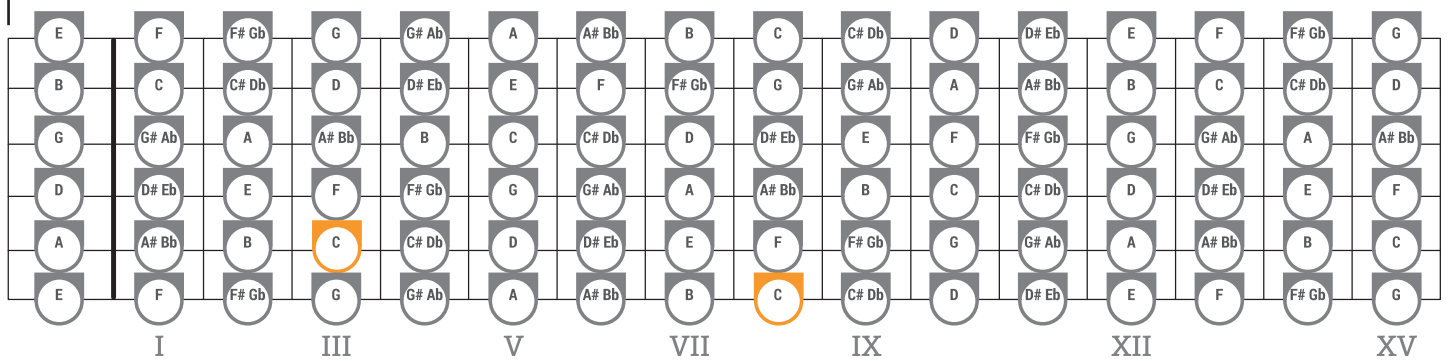 E F F# Gb G G# Ab A A# Bb B C C# Db D D# Eb E F F# Gb G
B C C# Db D D# Eb E F F# Gb G G# Ab A A# Bb B C C# Db D
G G# Ab A A# Bb B C C# Db D D# Eb E F F# Gb G G# Ab A A# Bb
D D# Eb E F F# Gb G G# Ab A A# Bb B C C# Db D D# Eb E F
A A# Bb B C C# Db D D# Eb E F F# Gb G G# Ab A A# Bb B C
E F F# Gb G G# Ab A A# Bb B C C# Db D D# Eb E F F# Gb G
I III V VII IX XII XV